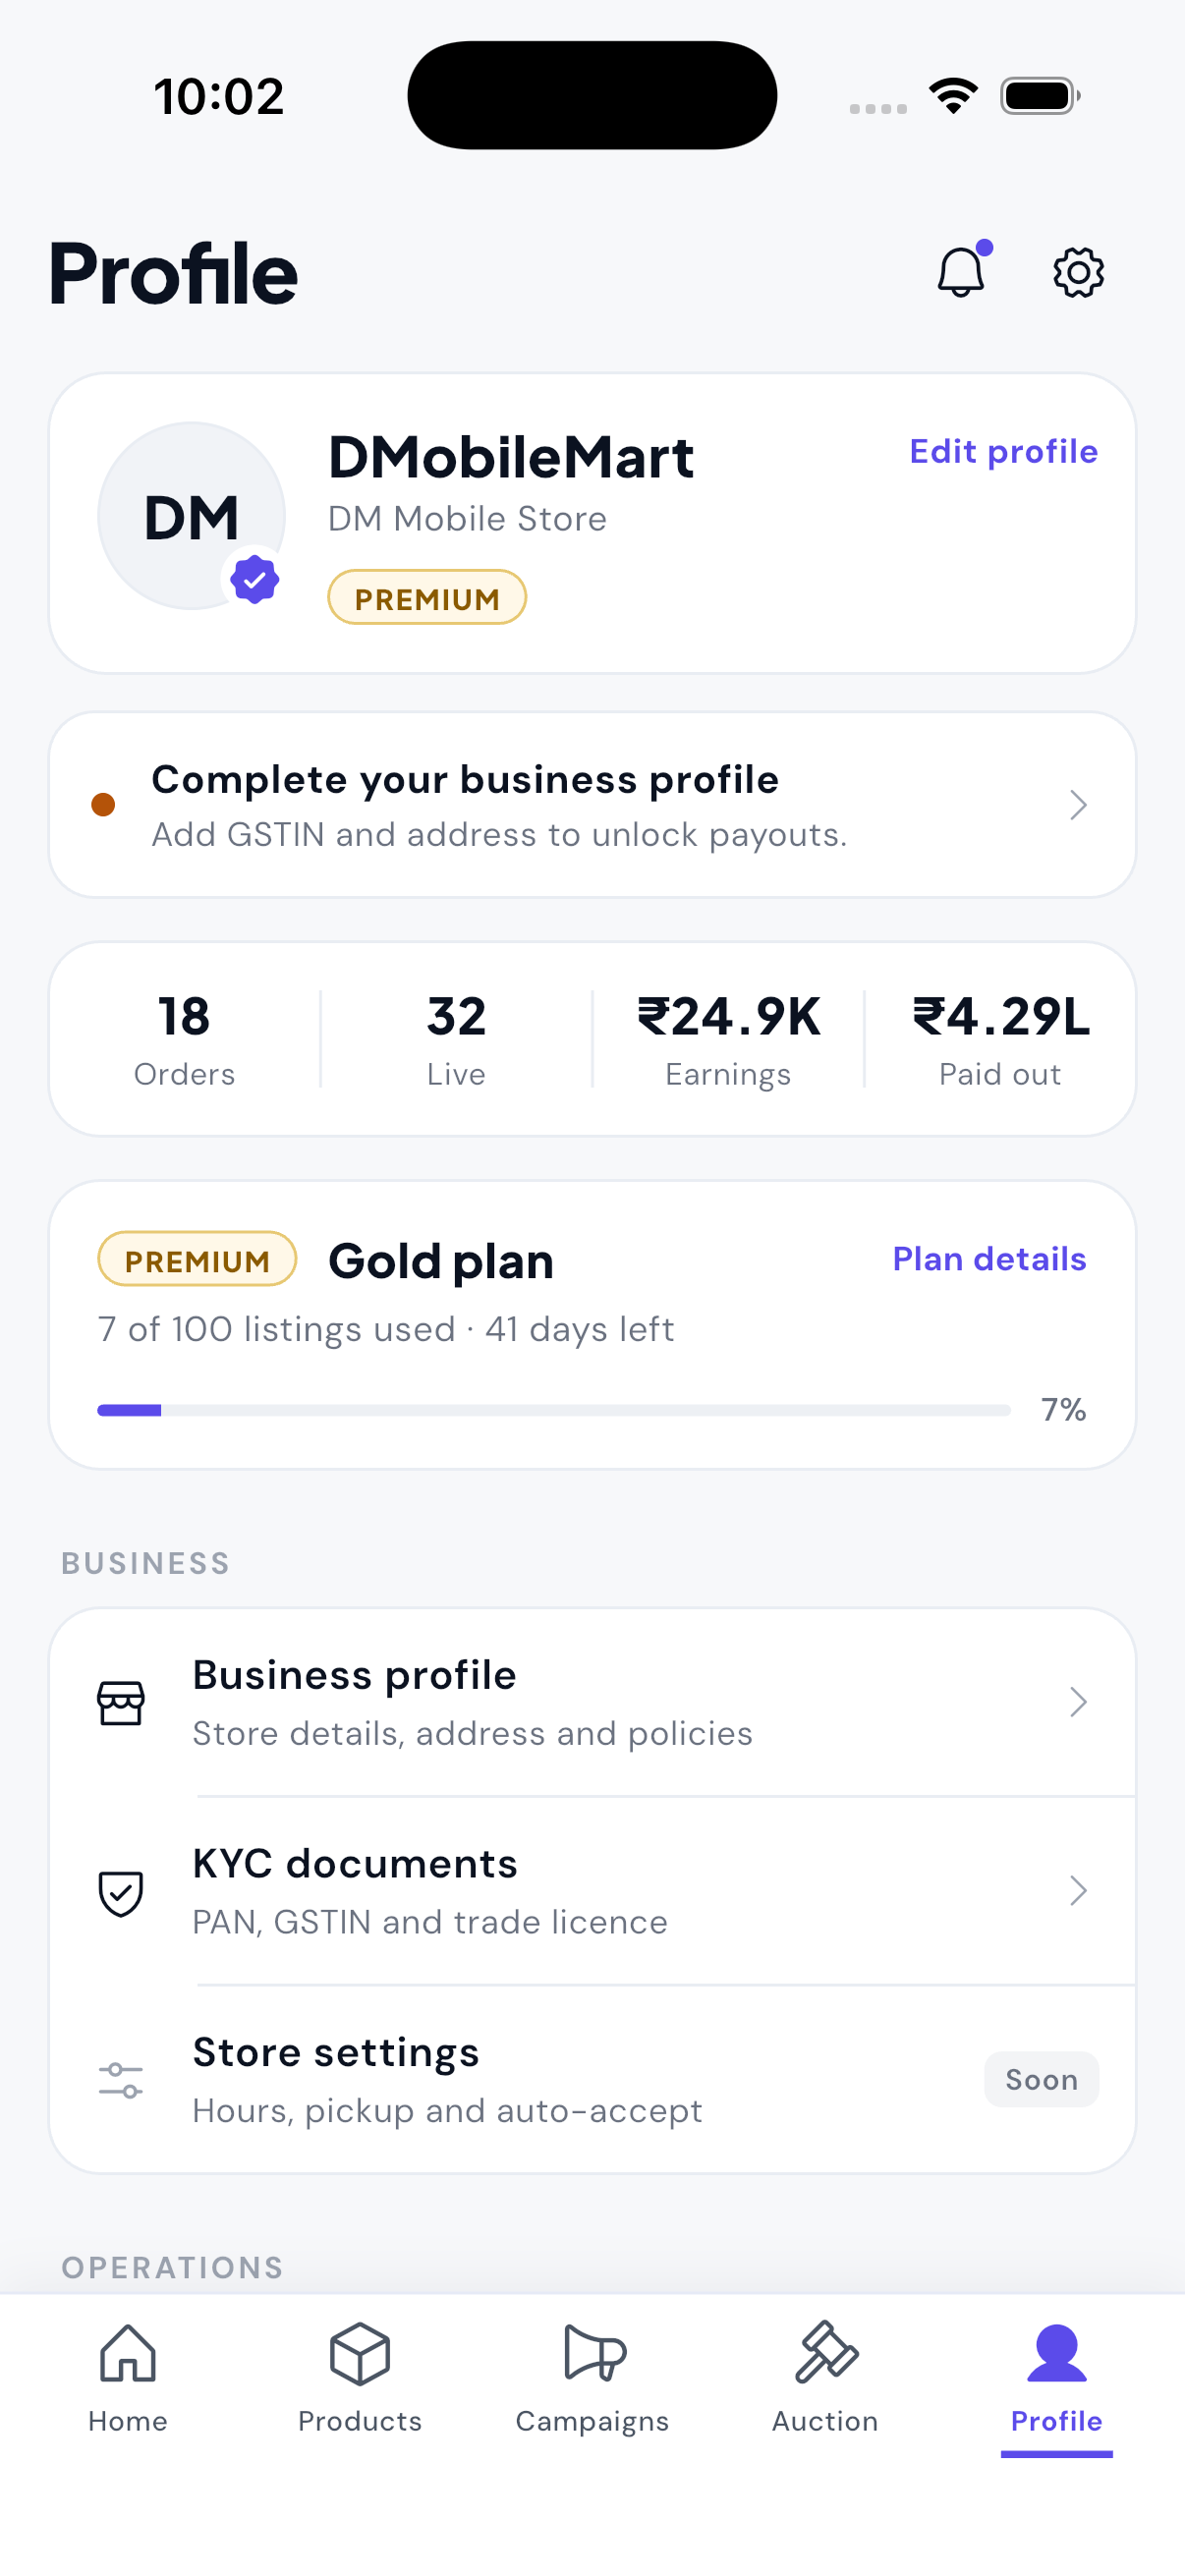 10:02
Profile
DM
DMobileMart
Edit profile
DM Mobile Store
PREMIUM
Complete your business profile
Add GSTIN and address to unlock payouts.
18
Orders
32
Live
₹24.9K
Earnings
₹4.29L
Paid out
PREMIUM
Gold plan
Plan details
7 of 100 listings used · 41 days left
7%
BUSINESS
Business profile
Store details, address and policies
KYC documents
PAN, GSTIN and trade licence
Store settings
Hours, pickup and auto-accept
Soon
OPERATIONS
Home
Products
Campaigns
Auction
Profile